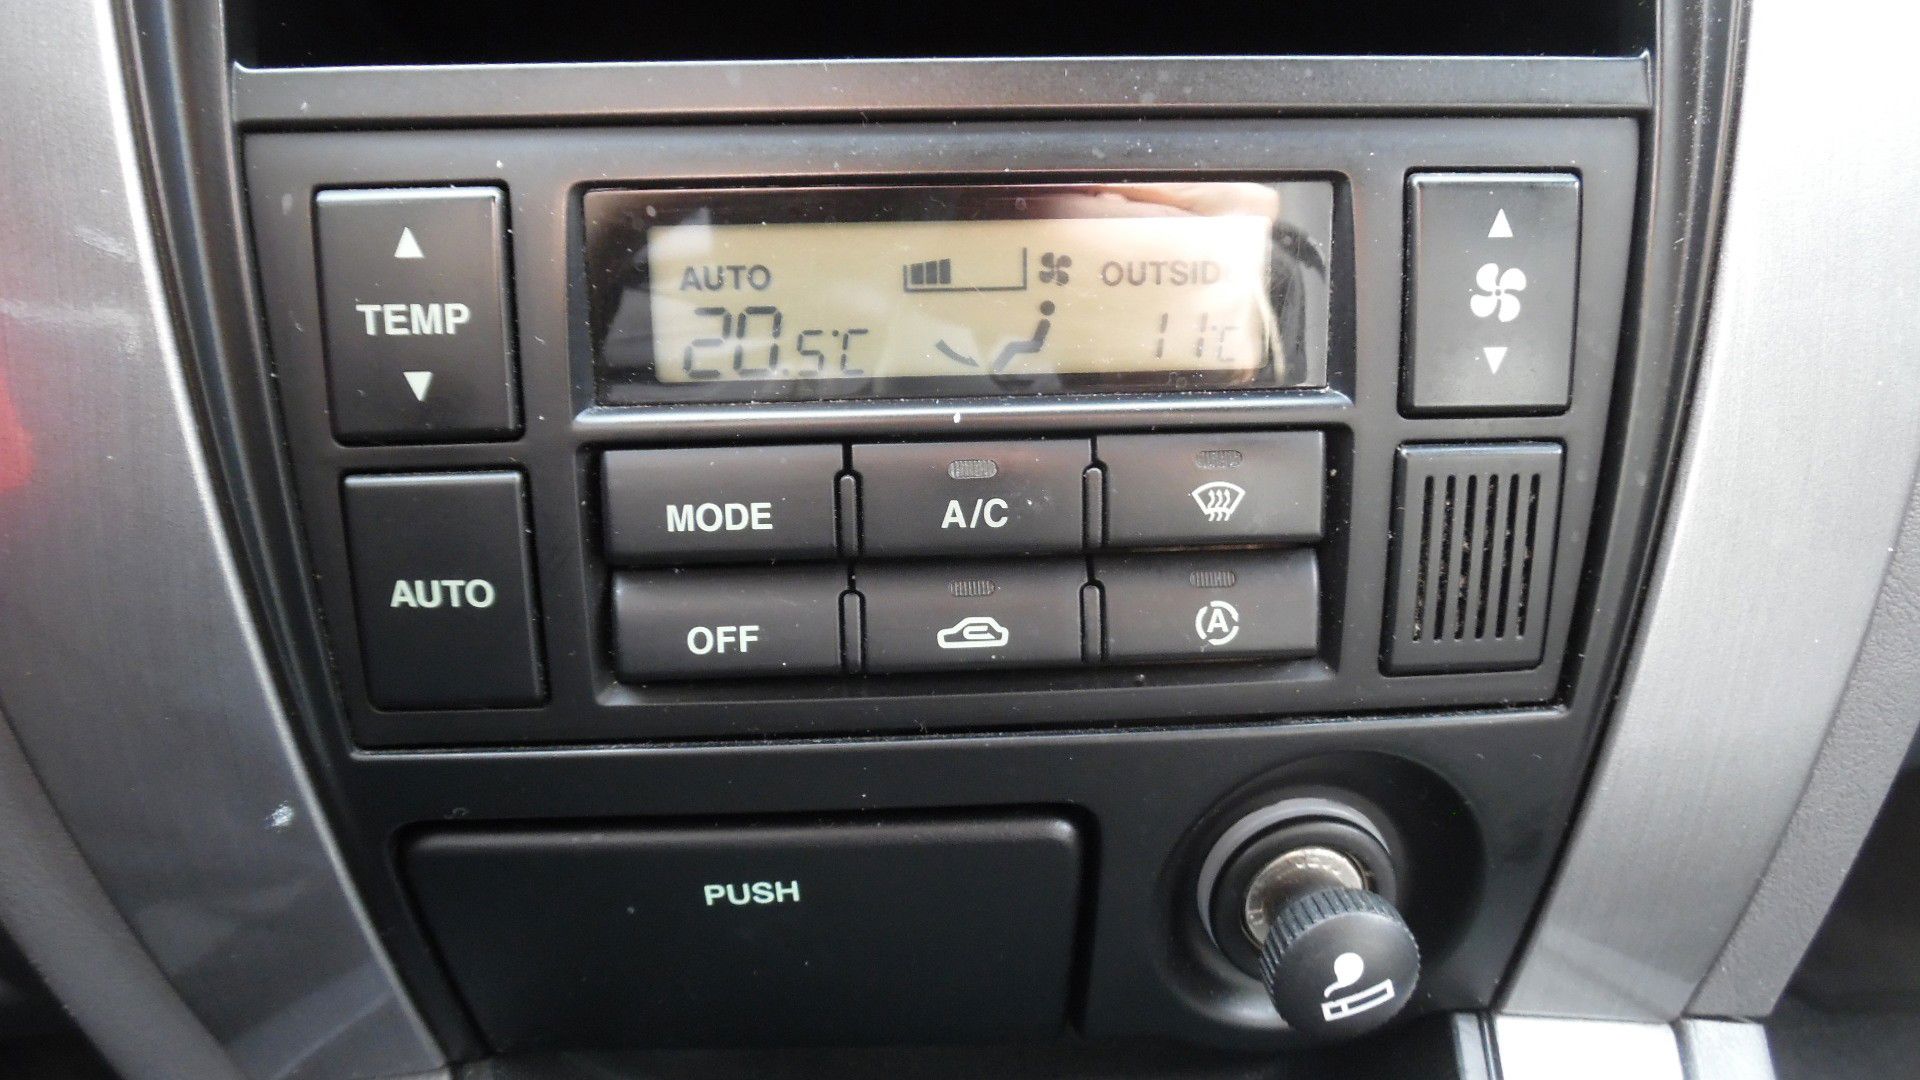 AUTO OUTSID
20.5°C 11°C
TEMP
MODE A/C
AUTO
OFF A
PUSH